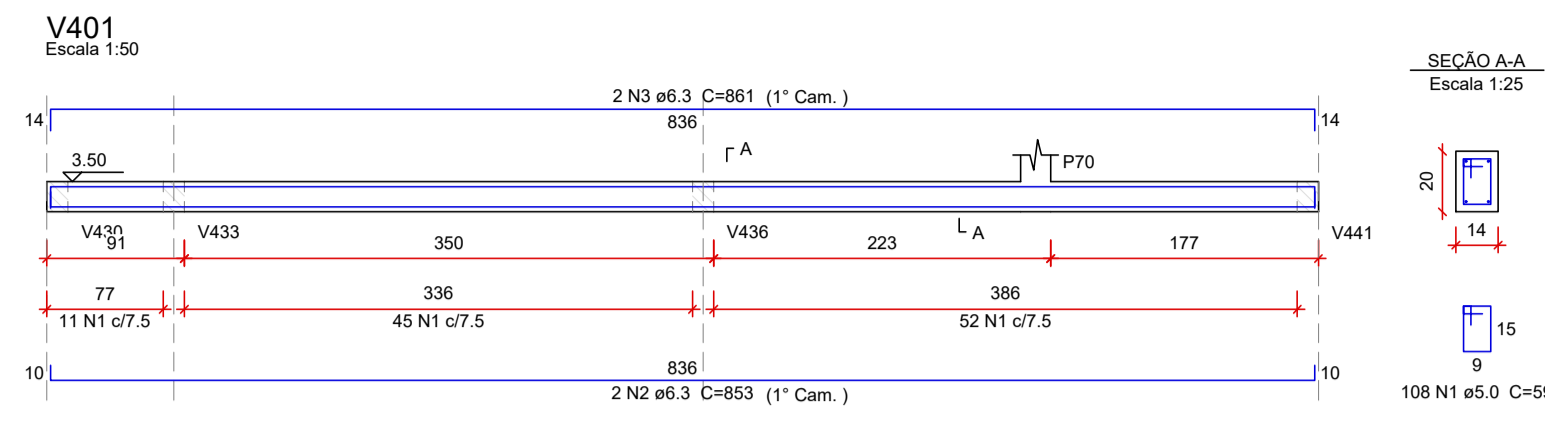 V401
Escala 1:50
SEÇÃO A-A
Escala 1:25
2 N3 ø6.3 C=861 (1° Cam. )
14 836 14
A
3.50
P70
20
V430 V433 V436 A V441
14
91 350 223 177
77 336 386
11 N1 c/7.5 45 N1 c/7.5 52 N1 c/7.5
15
9
10 836 10
2 N2 ø6.3 C=853 (1° Cam. )
108 N1 ø5.0